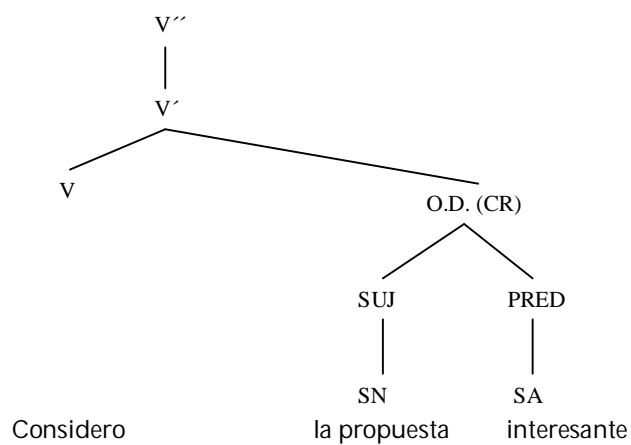 V´´
V´
V
O.D. (CR)
SUJ PRED
SN SA
Considero la propuesta interesante